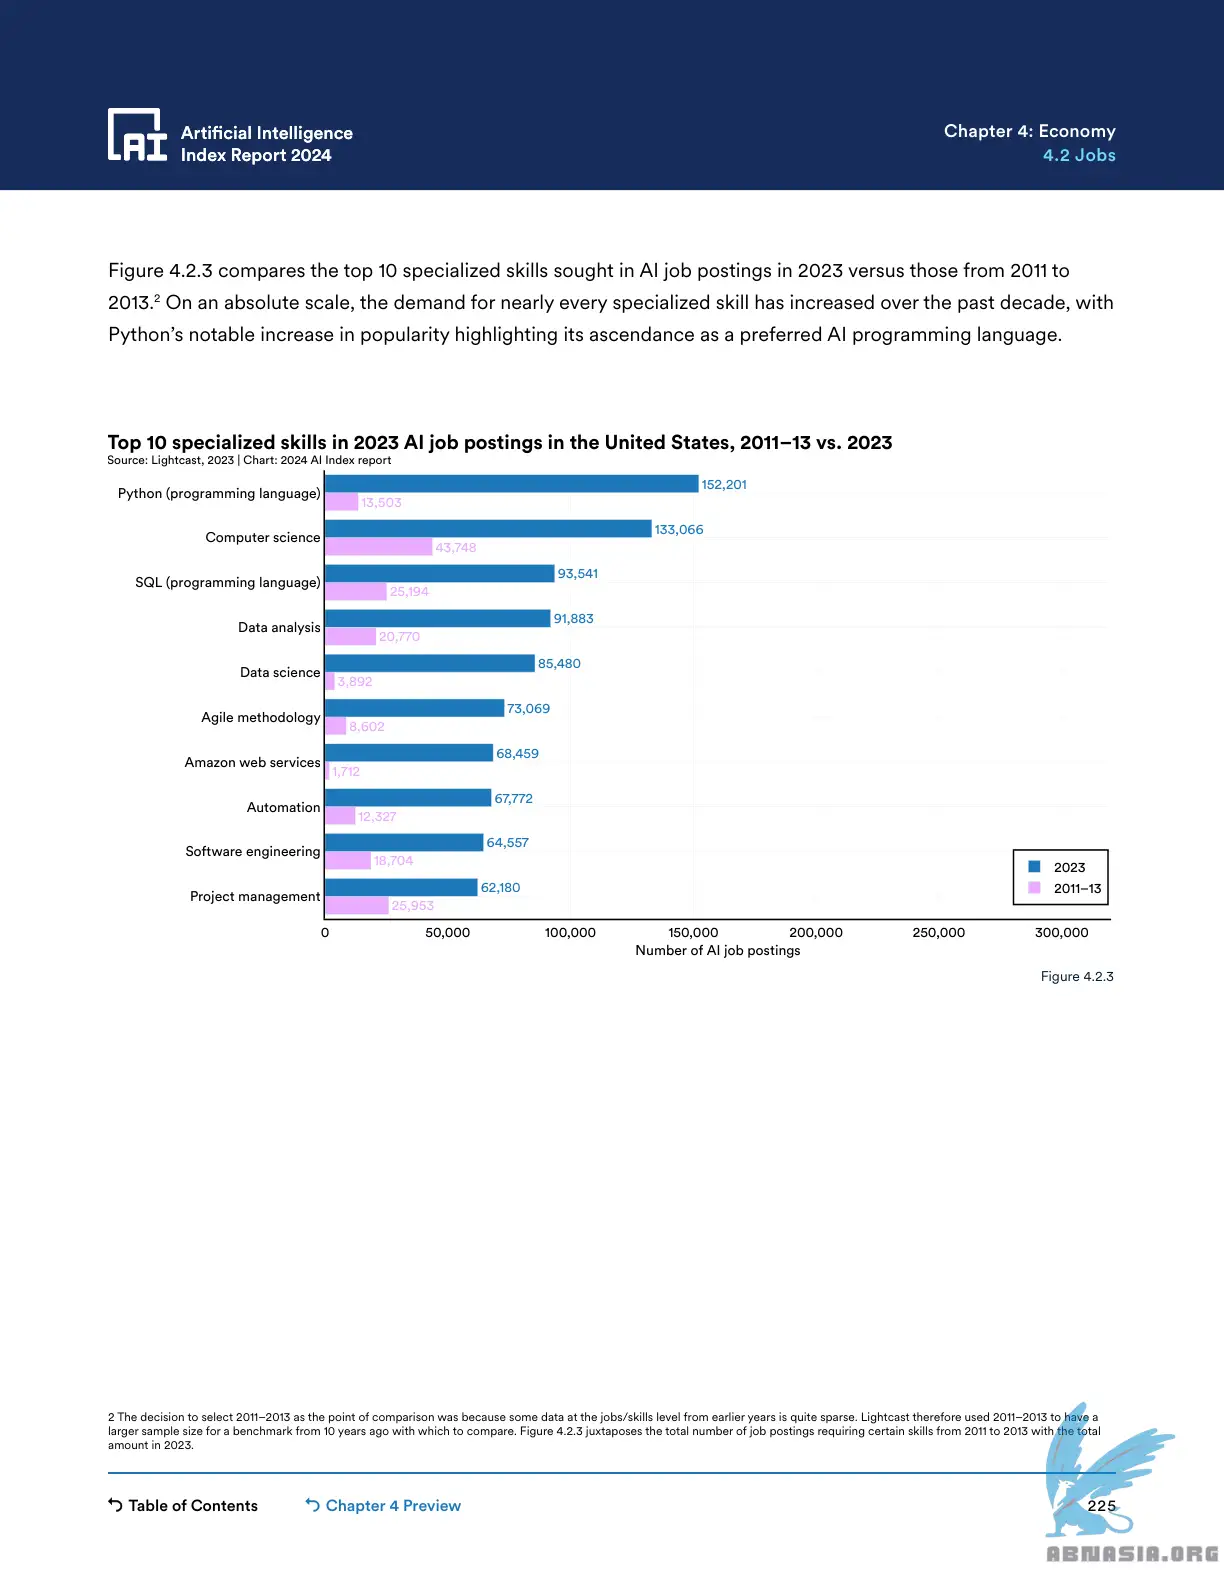 Artificial Intelligence
Index Report 2024
Chapter 4: Economy
4.2 Jobs
Figure 4.2.3 compares the top 10 specialized skills sought in AI job postings in 2023 versus those from 2011 to
2013.² On an absolute scale, the demand for nearly every specialized skill has increased over the past decade, with
Python’s notable increase in popularity highlighting its ascendance as a preferred AI programming language.
Top 10 specialized skills in 2023 AI job postings in the United States, 2011–13 vs. 2023
Source: Lightcast, 2023 | Chart: 2024 AI Index report
Python (programming language)
152,201
13,503
Computer science
133,066
43,748
SQL (programming language)
93,541
25,194
Data analysis
91,883
20,770
Data science
85,480
3,892
Agile methodology
73,069
8,602
Amazon web services
68,459
1,712
Automation
67,772
12,327
Software engineering
64,557
18,704
Project management
62,180
25,953
2023
2011–13
0 50,000 100,000 150,000 200,000 250,000 300,000
Number of AI job postings
Figure 4.2.3
2 The decision to select 2011–2013 as the point of comparison was because some data at the jobs/skills level from earlier years is quite sparse. Lightcast therefore used 2011–2013 to have a
larger sample size for a benchmark from 10 years ago with which to compare. Figure 4.2.3 juxtaposes the total number of job postings requiring certain skills from 2011 to 2013 with the total
amount in 2023.
Table of Contents
Chapter 4 Preview
225
ABNASIA.ORG